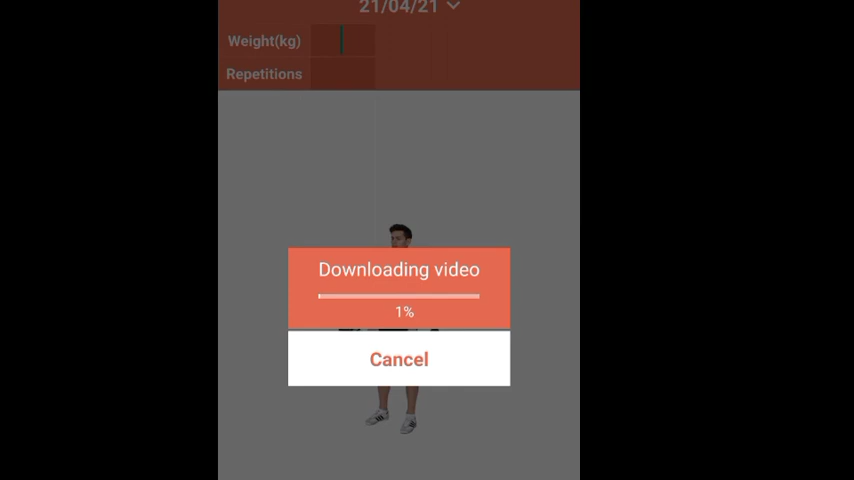 21/04/21
Weight(kg)
Repetitions
Downloading video
1%
Cancel